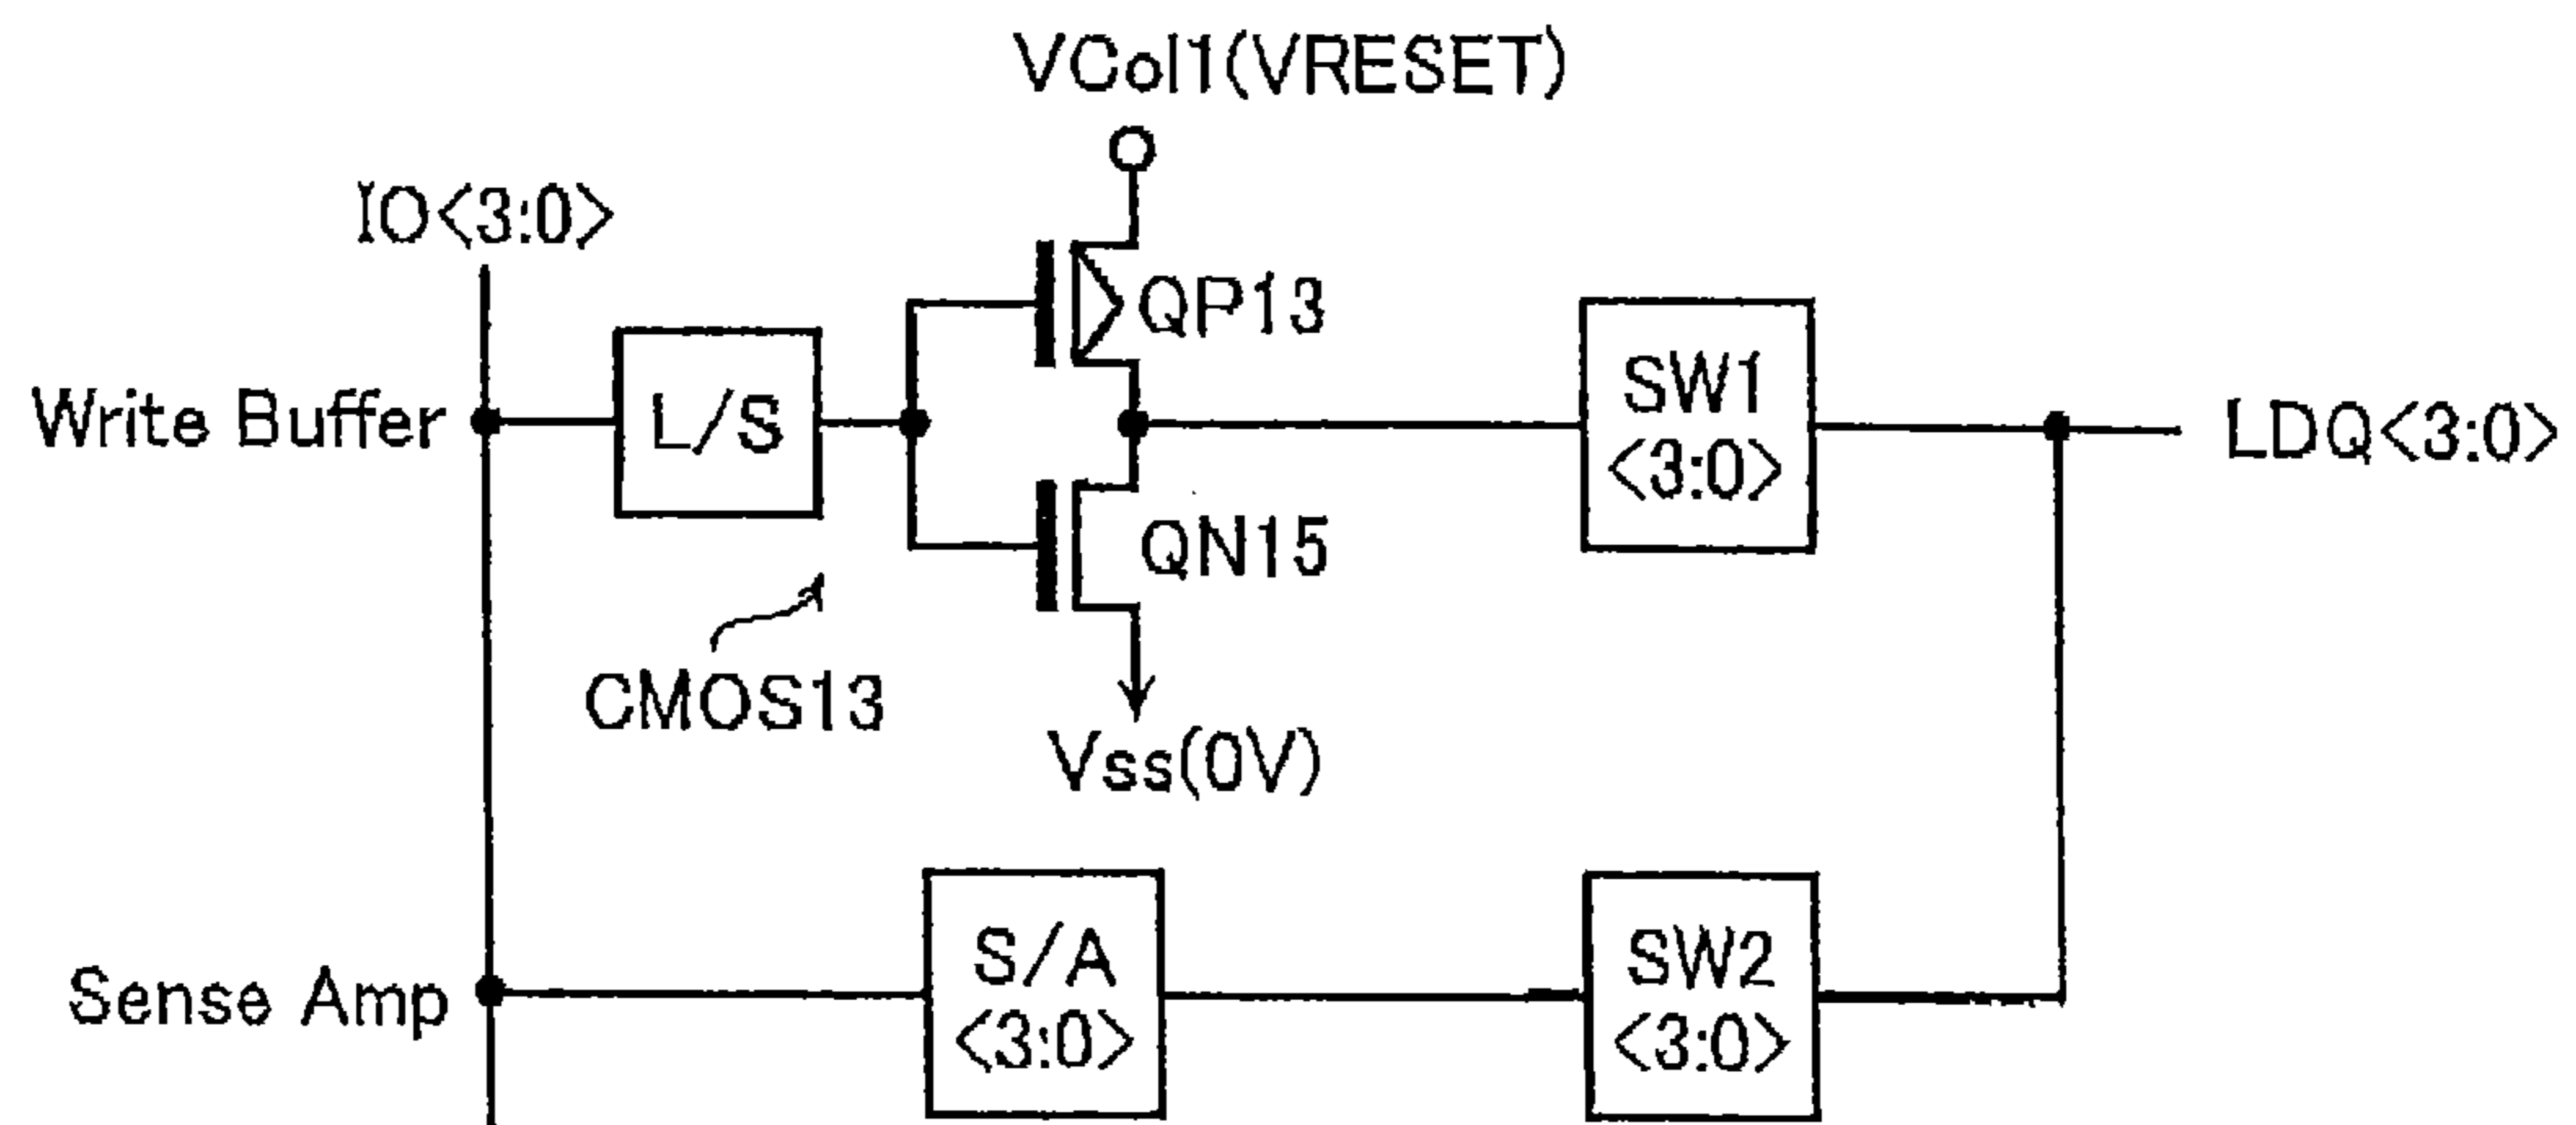 VCol1(VRESET)
IO<3:0>
QP13
Write Buffer
L/S
SW1
<3:0>
LDQ<3:0>
QN15
CMOS13
Vss(0V)
Sense Amp
S/A
<3:0>
SW2
<3:0>